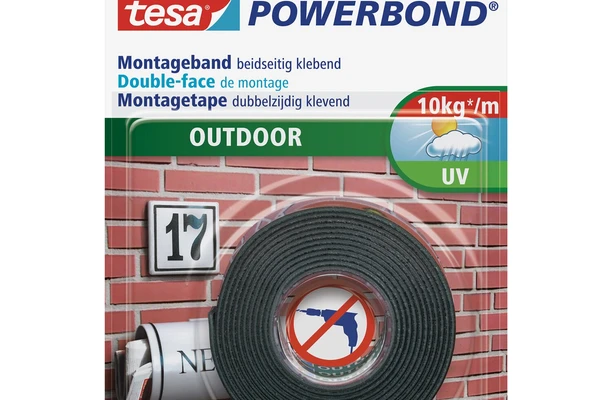 tesa® POWERBOND®
Montageband beidseitig klebend
Double-face de montage
Montagetape dubbelzijdig klevend
10kg*/m
OUTDOOR
UV
17
NE